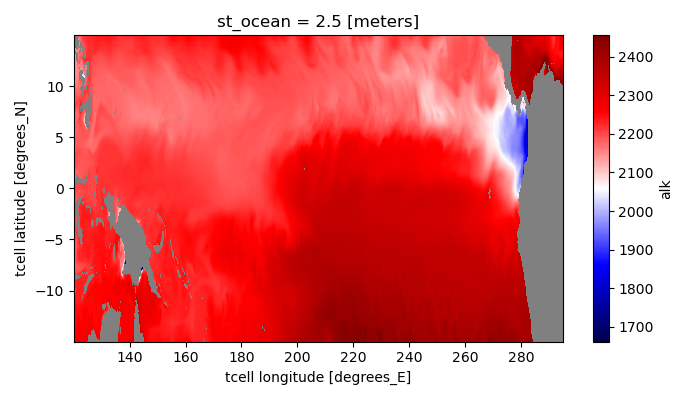 st_ocean = 2.5 [meters]
10
5
0
−5
−10
tcell latitude [degrees_N]
140 160 180 200 220 240 260 280
tcell longitude [degrees_E]
2400
2300
2200
2100
2000
1900
1800
1700
alk